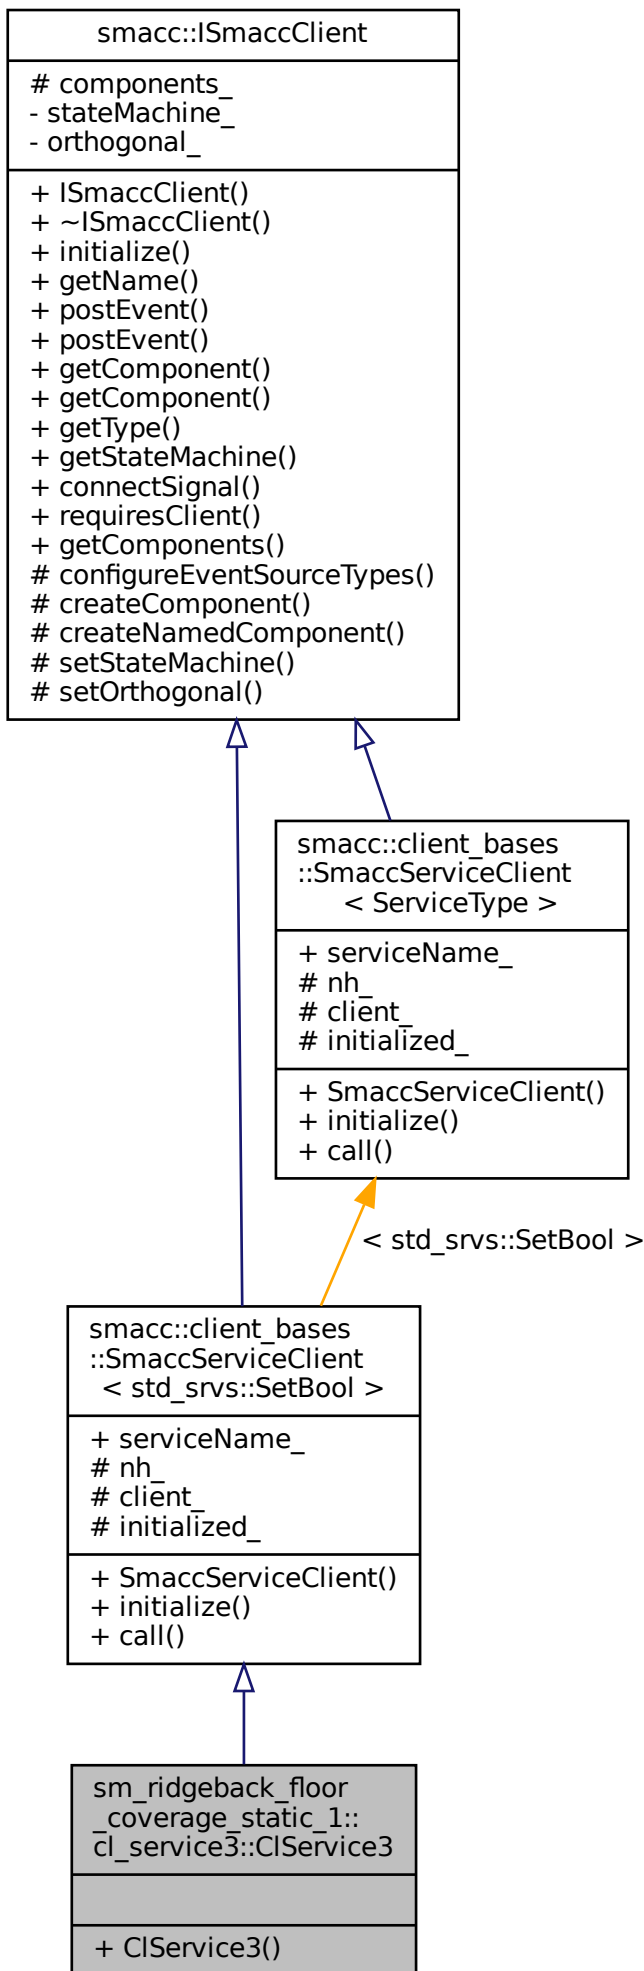 smacc::ISmaccClient
# components_
- stateMachine_
- orthogonal_
+ ISmaccClient()
+ ~ISmaccClient()
+ initialize()
+ getName()
+ postEvent()
+ postEvent()
+ getComponent()
+ getComponent()
+ getType()
+ getStateMachine()
+ connectSignal()
+ requiresClient()
+ getComponents()
# configureEventSourceTypes()
# createComponent()
# createNamedComponent()
# setStateMachine()
# setOrthogonal()
smacc::client_bases
::SmaccServiceClient
< ServiceType >
+ serviceName_
# nh_
# client_
# initialized_
+ SmaccServiceClient()
+ initialize()
+ call()
< std_srvs::SetBool >
smacc::client_bases
::SmaccServiceClient
< std_srvs::SetBool >
+ serviceName_
# nh_
# client_
# initialized_
+ SmaccServiceClient()
+ initialize()
+ call()
sm_ridgeback_floor
_coverage_static_1::
cl_service3::ClService3
+ ClService3()